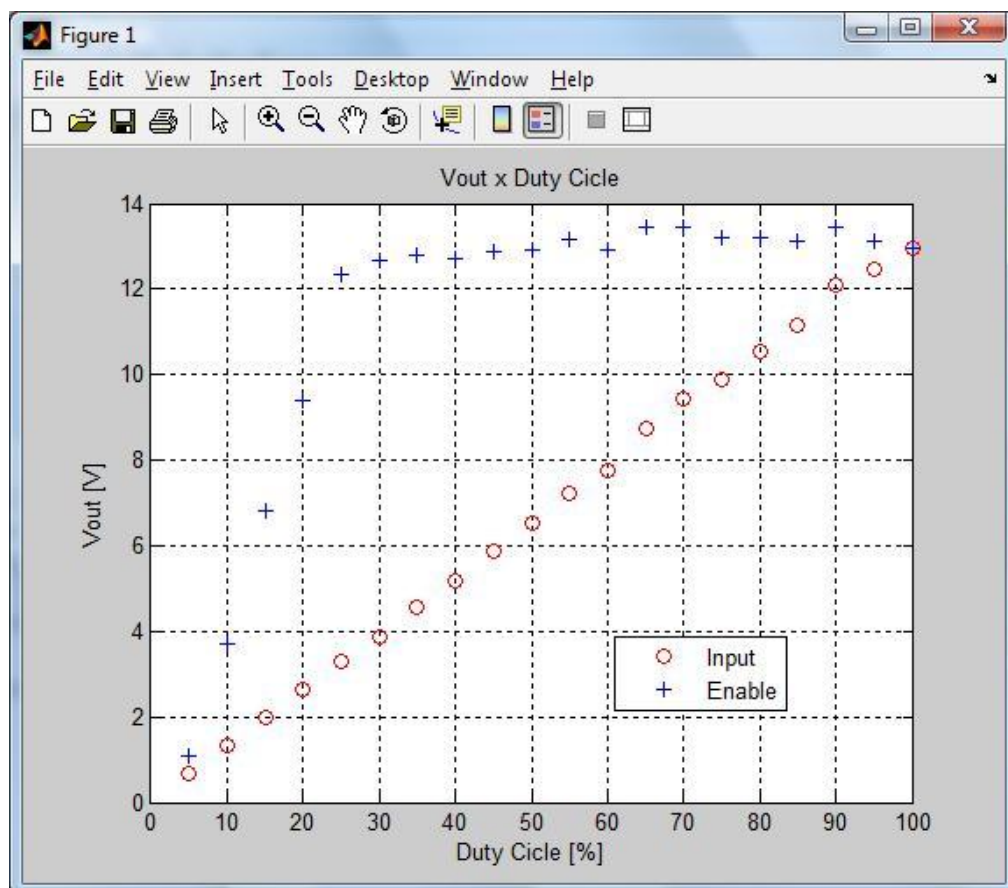 Figure 1
File Edit View Insert Tools Desktop Window Help
Vout x Duty Cicle
14
12
10
8
6
4
2
0
Vout [V]
Input
Enable
0 10 20 30 40 50 60 70 80 90 100
Duty Cicle [%]